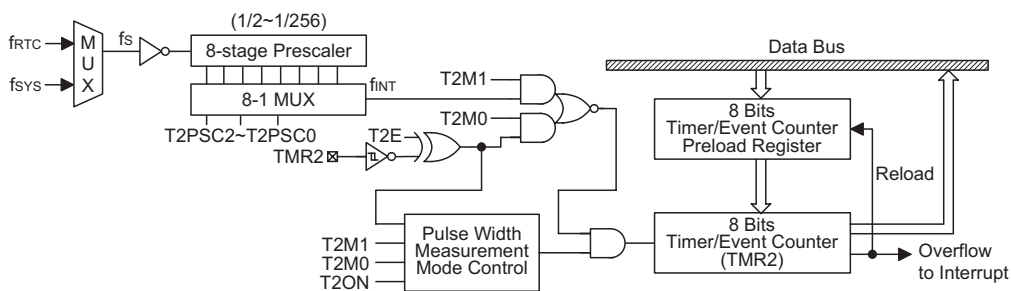 (1/2~1/256)
fRTC
fSYS
M
U
X
fS
8-stage Prescaler
8-1 MUX
fINT
T2PSC2~T2PSC0
T2M1
T2M0
T2E
TMR2
T2M1
T2M0
T2ON
Pulse Width
Measurement
Mode Control
Data Bus
8 Bits
Timer/Event Counter
Preload Register
Reload
8 Bits
Timer/Event Counter
(TMR2)
Overflow
to Interrupt